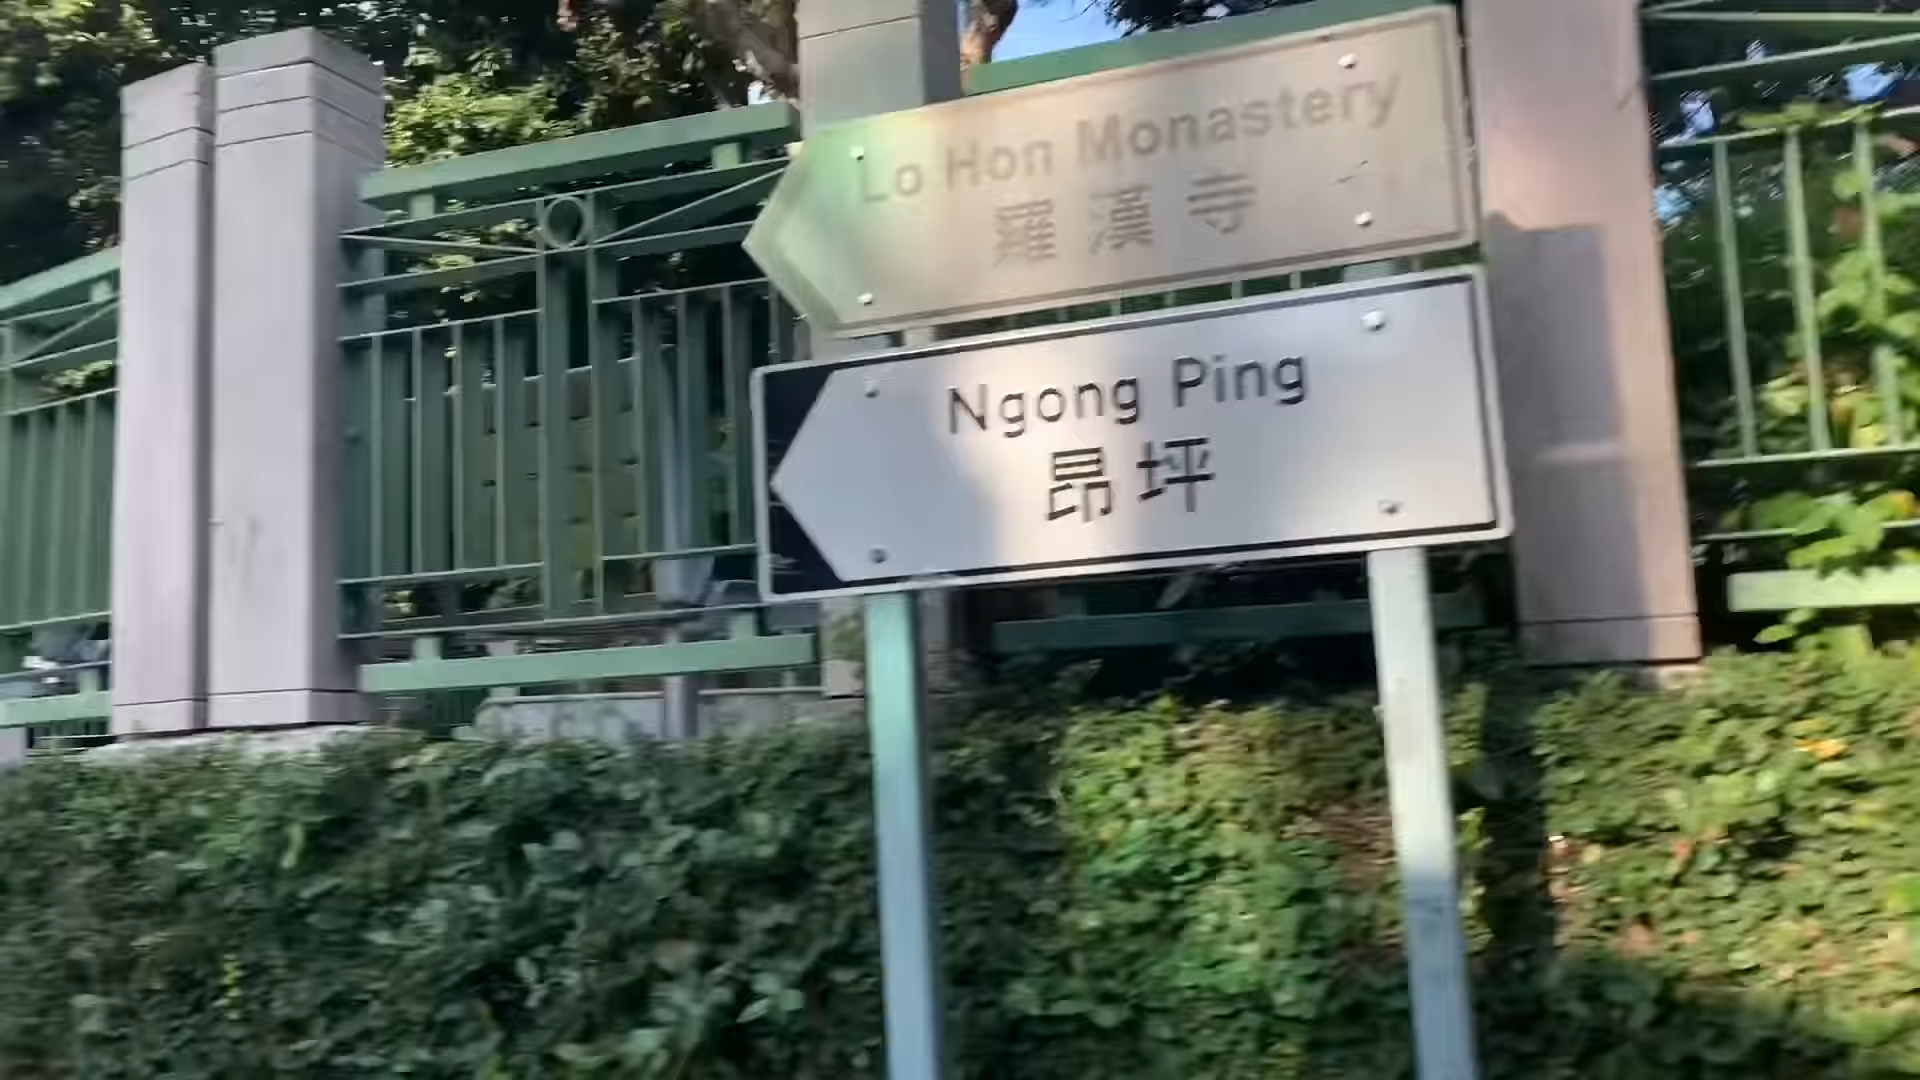 Lo Hon Monastery
羅漢寺
Ngong Ping
昂坪